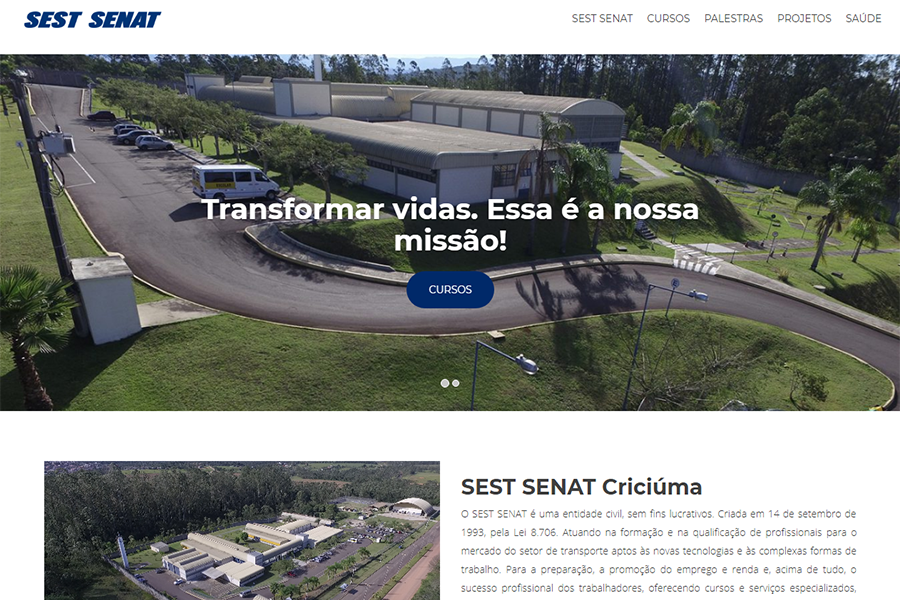 SEST SENAT
SEST SENAT CURSOS PALESTRAS PROJETOS SAÚDE
Transformar vidas. Essa é a nossa
missão!
CURSOS
SEST SENAT Criciúma
O SEST SENAT é uma entidade civil, sem fins lucrativos. Criada em 14 de setembro de
1993, pela Lei 8.706. Atuando na formação e na qualificação de profissionais para o
mercado do setor de transporte aptos às novas tecnologias e às complexas formas de
trabalho. Para a preparação, a promoção do emprego e renda e, acima de tudo, o
sucesso profissional dos trabalhadores, oferecendo cursos e serviços especializados,